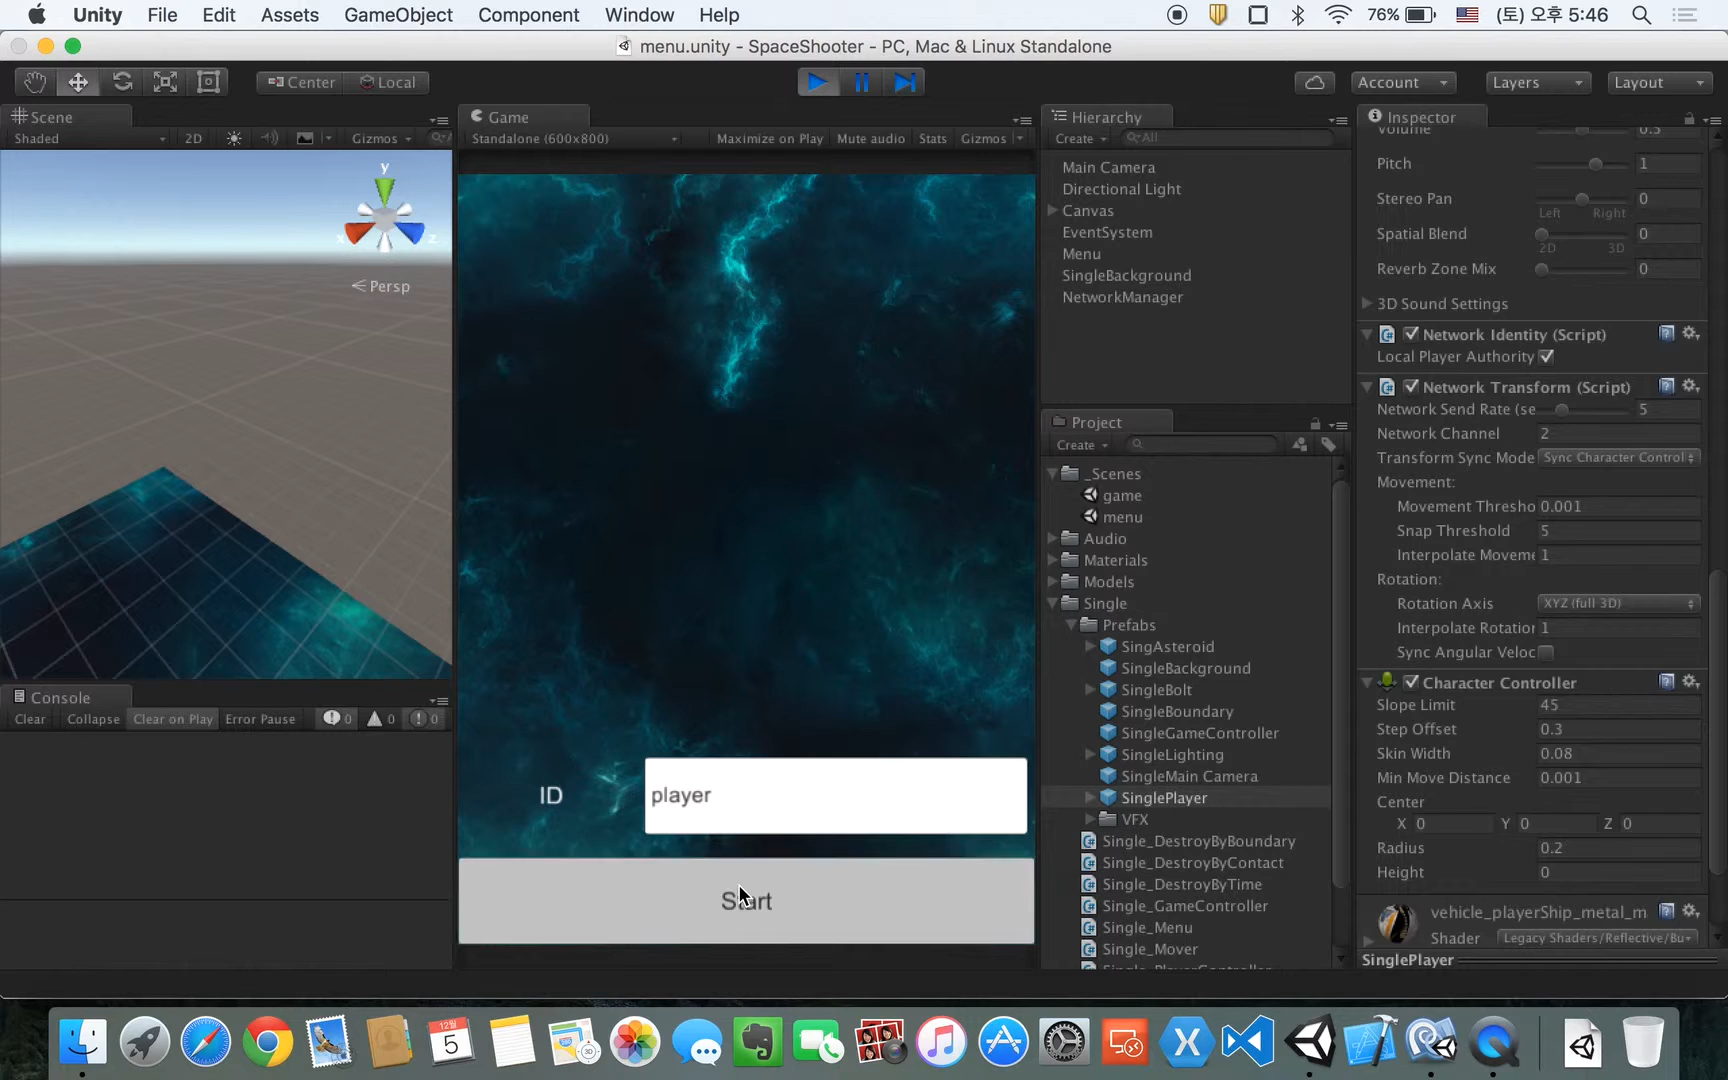 Unity File Edit Assets GameObject Component Window Help 76% (토) 오후 5:46
menu.unity - SpaceShooter - PC, Mac & Linux Standalone
Center Local Account Layers Layout
Scene
Shaded 2D Gizmos
y
x z
Persp
Console
Clear Collapse Clear on Play Error Pause 0 0 0
Game
Standalone (600x800) Maximize on Play Mute audio Stats Gizmos
ID player
Start
Hierarchy
Create All
Main Camera
Directional Light
Canvas
EventSystem
Menu
SingleBackground
NetworkManager
Project
Create
_Scenes
game
menu
Audio
Materials
Models
Single
Prefabs
SingAsteroid
SingleBackground
SingleBolt
SingleBoundary
SingleGameController
SingleLighting
SingleMain Camera
SinglePlayer
VFX
Single_DestroyByBoundary
Single_DestroyByContact
Single_DestroyByTime
Single_GameController
Single_Menu
Single_Mover
Single_PlayerController
Inspector
Volume 0.5
Pitch 1
Stereo Pan 0
Left Right
Spatial Blend 0
2D 3D
Reverb Zone Mix 0
3D Sound Settings
Network Identity (Script)
Local Player Authority
Network Transform (Script)
Network Send Rate (se 5
Network Channel 2
Transform Sync Mode Sync Character Control
Movement:
Movement Thresho 0.001
Snap Threshold 5
Interpolate Moveme 1
Rotation:
Rotation Axis XYZ (full 3D)
Interpolate Rotatior 1
Sync Angular Veloc
Character Controller
Slope Limit 45
Step Offset 0.3
Skin Width 0.08
Min Move Distance 0.001
Center
X 0 Y 0 Z 0
Radius 0.2
Height 0
vehicle_playerShip_metal_m
Shader Legacy Shaders/Reflective/Bu
SinglePlayer
12월
5
3D